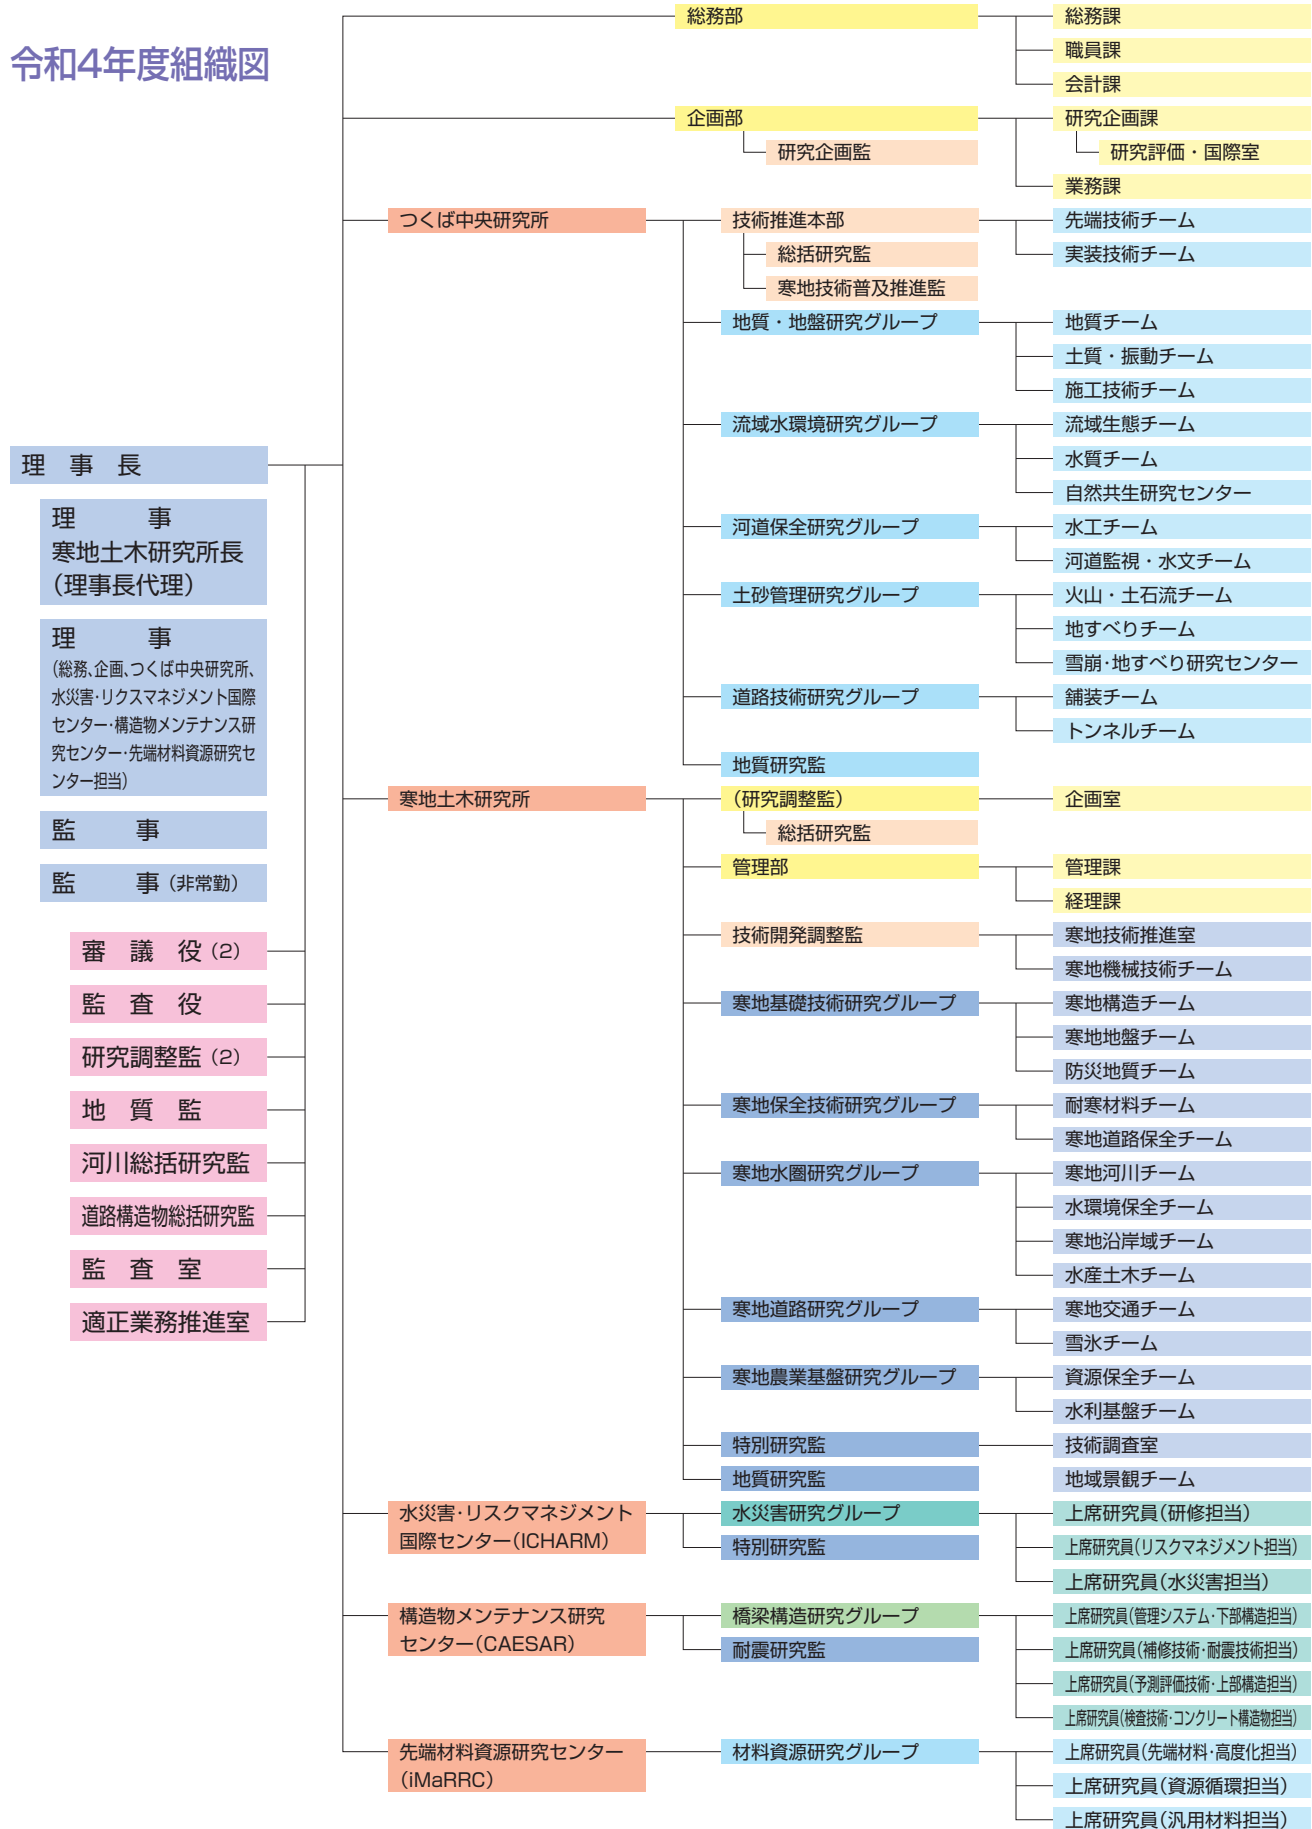 令和4年度組織図
理　事　長
理　　　事
寒地土木研究所長
(理事長代理)
理　　　事
(総務、企画、つくば中央研究所、
水災害・リクスマネジメント国際
センター・構造物メンテナンス研
究センター・先端材料資源研究セ
ンター担当)
監　　　事
監　　　事 (非常勤)
審　議　役 (2)
監　査　役
研究調整監 (2)
地　質　監
河川総括研究監
道路構造物総括研究監
監　査　室
適正業務推進室
総務部
総務課
職員課
会計課
企画部
研究企画監
研究企画課
研究評価・国際室
業務課
つくば中央研究所
技術推進本部
総括研究監
寒地技術普及推進監
先端技術チーム
実装技術チーム
地質・地盤研究グループ
地質チーム
土質・振動チーム
施工技術チーム
流域水環境研究グループ
流域生態チーム
水質チーム
自然共生研究センター
河道保全研究グループ
水工チーム
河道監視・水文チーム
土砂管理研究グループ
火山・土石流チーム
地すべりチーム
雪崩・地すべり研究センター
道路技術研究グループ
舗装チーム
トンネルチーム
地質研究監
寒地土木研究所
(研究調整監)
総括研究監
企画室
管理部
管理課
経理課
技術開発調整監
寒地技術推進室
寒地機械技術チーム
寒地基礎技術研究グループ
寒地構造チーム
寒地地盤チーム
防災地質チーム
寒地保全技術研究グループ
耐寒材料チーム
寒地道路保全チーム
寒地水圏研究グループ
寒地河川チーム
水環境保全チーム
寒地沿岸域チーム
水産土木チーム
寒地道路研究グループ
寒地交通チーム
雪氷チーム
寒地農業基盤研究グループ
資源保全チーム
水利基盤チーム
特別研究監
技術調査室
地質研究監
地域景観チーム
水災害・リスクマネジメント
国際センター(ICHARM)
水災害研究グループ
特別研究監
上席研究員(研修担当)
上席研究員(リスクマネジメント担当)
上席研究員(水災害担当)
構造物メンテナンス研究
センター(CAESAR)
橋梁構造研究グループ
耐震研究監
上席研究員(管理システム・下部構造担当)
上席研究員(補修技術・耐震技術担当)
上席研究員(予測評価技術・上部構造担当)
上席研究員(検査技術・コンクリート構造物担当)
先端材料資源研究センター
(iMaRRC)
材料資源研究グループ
上席研究員(先端材料・高度化担当)
上席研究員(資源循環担当)
上席研究員(汎用材料担当)